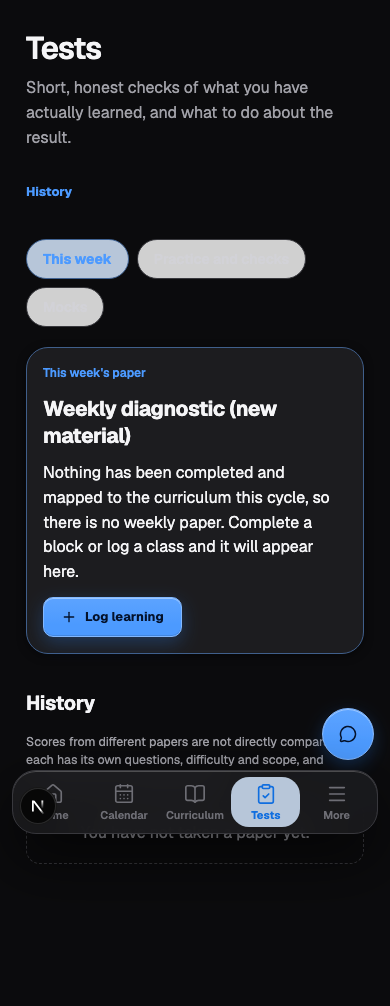 Tests
Short, honest checks of what you have
actually learned, and what to do about the
result.
History
This week
This week's paper
Weekly diagnostic (new
material)
Nothing has been completed and
mapped to the curriculum this cycle, so
there is no weekly paper. Complete a
block or log a class and it will appear
here.
+ Log learning
History
Scores from different papers are not directly
each has its own questions, difficulty and scope, and
N
Calendar
Curriculum
Tests
More
You have not taken a paper yet.